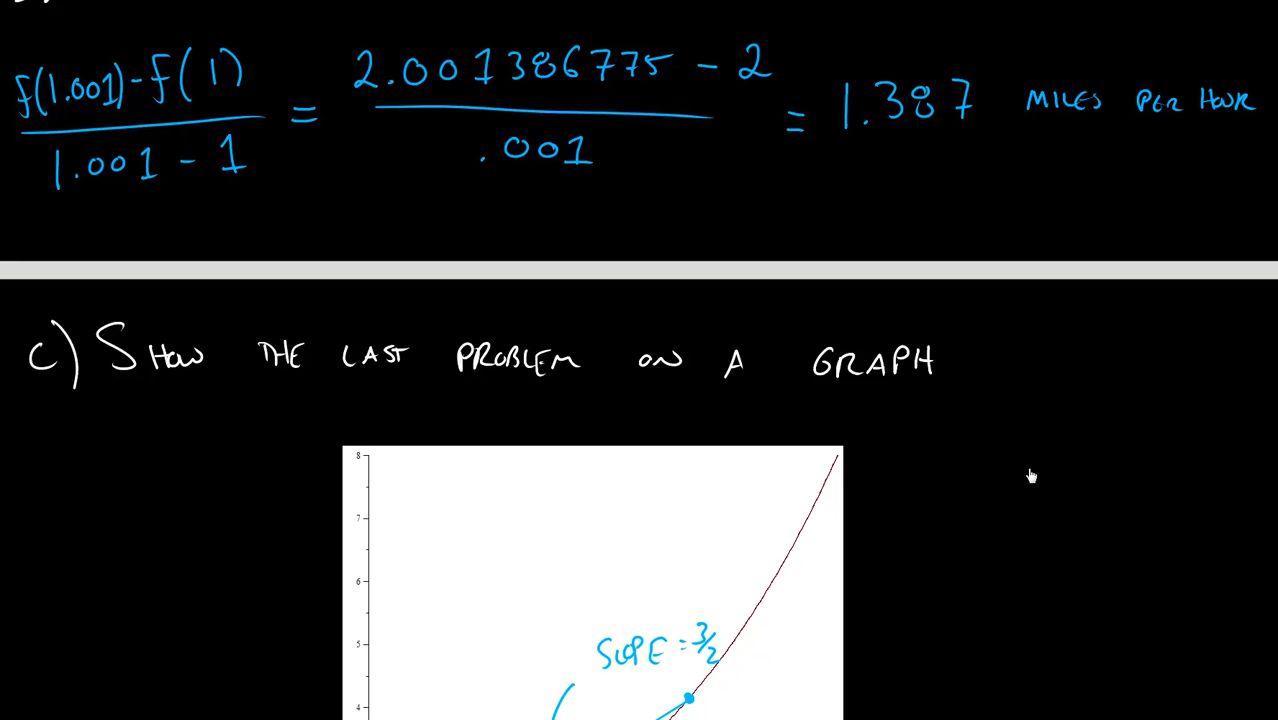 f(1.001)-f(1) / 1.001-1 = 2.001386775-2 / .001 = 1.387 MILES PER HOUR
C) SHOW THE LAST PROBLEM ON A GRAPH
8
7
6
SLOPE = 3/2
5
4